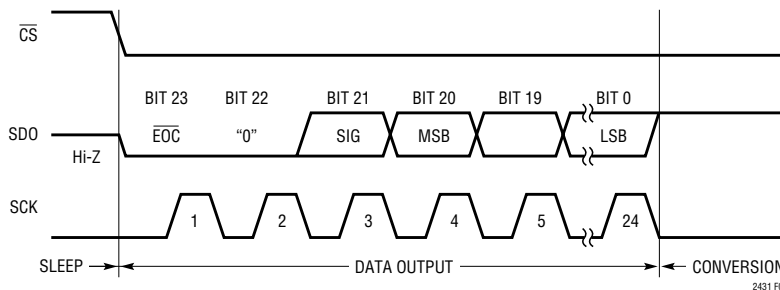 CS
BIT 23 BIT 22 BIT 21 BIT 20 BIT 19 BIT 0
SDO EOC "0" SIG MSB LSB
Hi-Z
SCK 1 2 3 4 5 24
SLEEP DATA OUTPUT CONVERSION